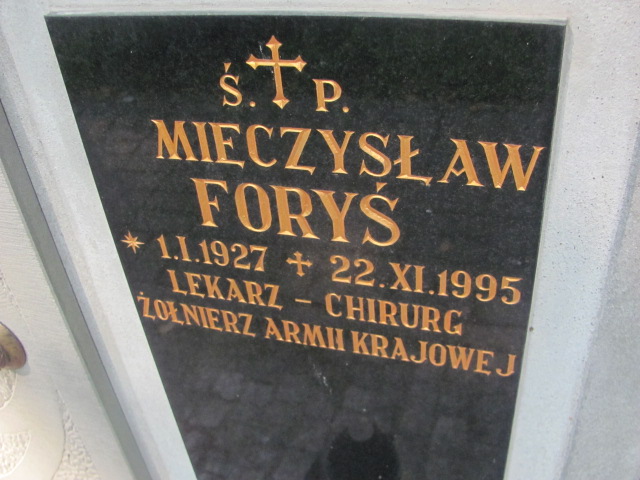 Ś. P.
MIECZYSŁAW
FORYŚ
* 1.I.1927 + 22.XI.1995
LEKARZ – CHIRURG
ŻOŁNIERZ ARMII KRAJOWEJ